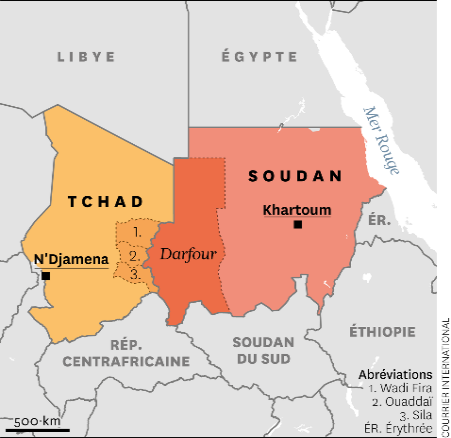 LIBYE
ÉGYPTE
Mer Rouge
TCHAD
SOUDAN
Khartoum
ÉR.
1.
N'Djamena
2.
Darfour
3.
RÉP.
CENTRAFRICAINE
SOUDAN
DU SUD
ÉTHIOPIE
Abréviations
1. Wadi Fira
2. Ouaddaï
3. Sila
ÉR. Érythrée
500 km
COURRIER INTERNATIONAL